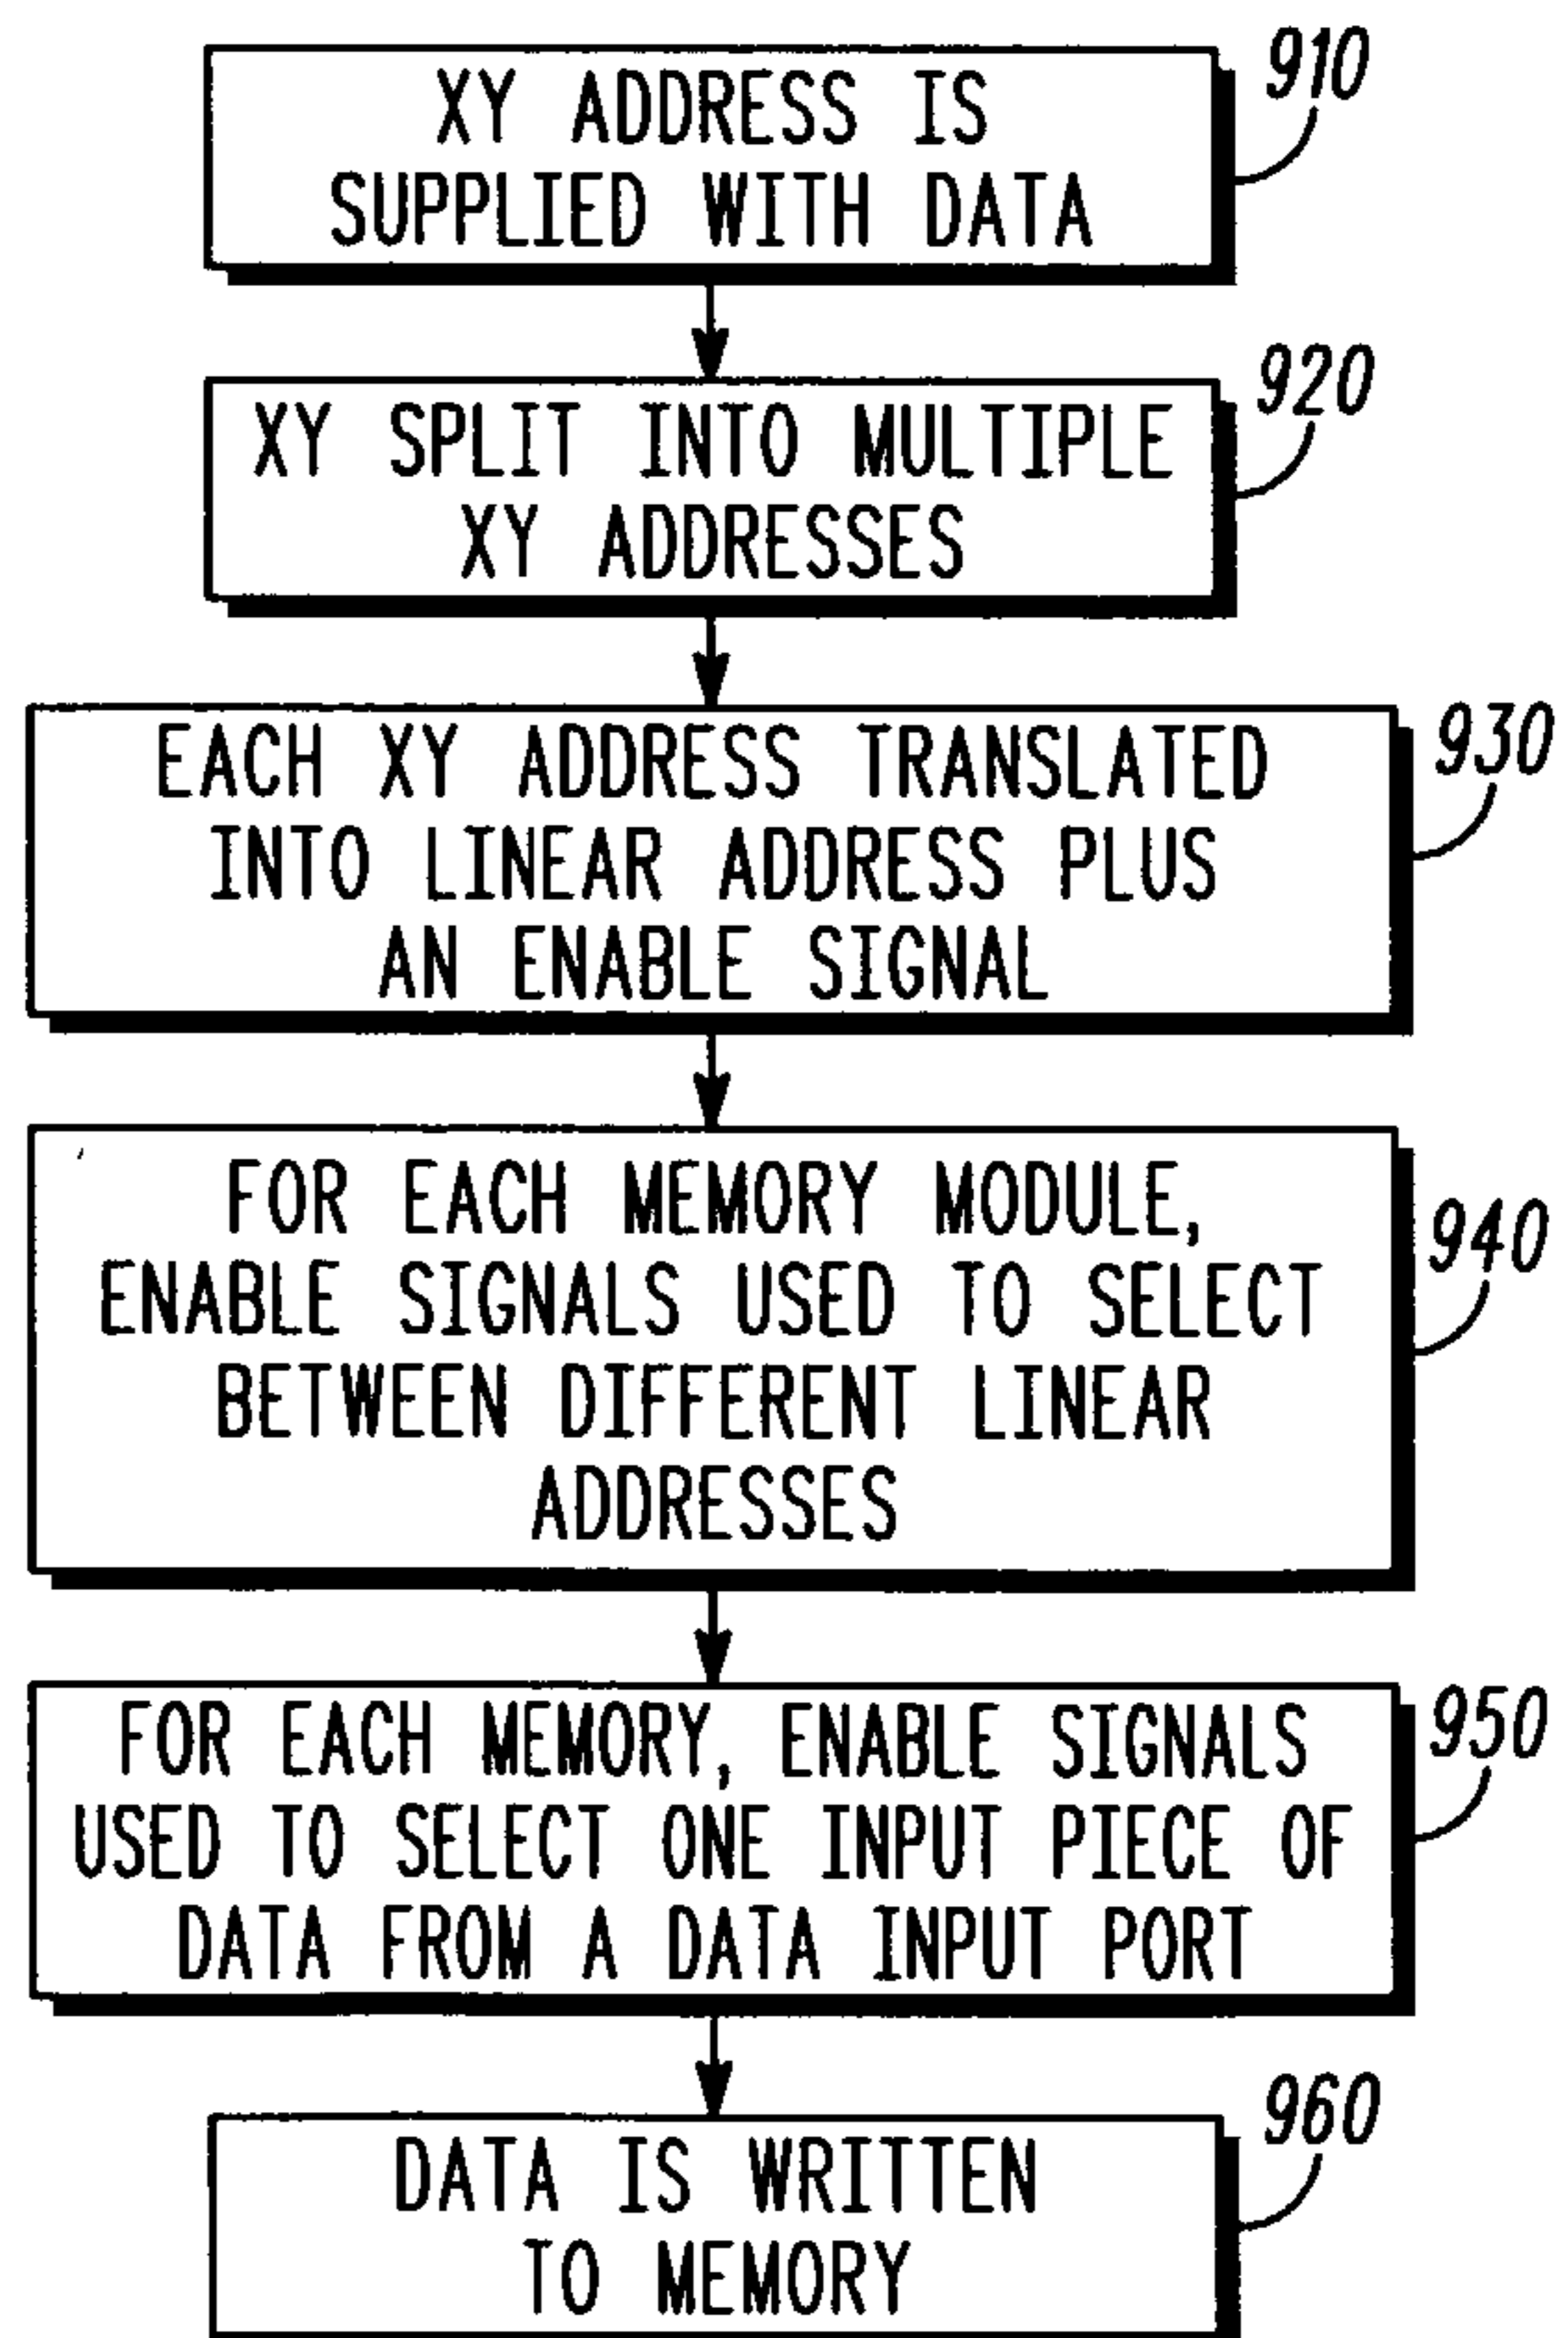 XY ADDRESS IS
SUPPLIED WITH DATA
910
XY SPLIT INTO MULTIPLE
XY ADDRESSES
920
EACH XY ADDRESS TRANSLATED
INTO LINEAR ADDRESS PLUS
AN ENABLE SIGNAL
930
FOR EACH MEMORY MODULE,
ENABLE SIGNALS USED TO SELECT
BETWEEN DIFFERENT LINEAR
ADDRESSES
940
FOR EACH MEMORY, ENABLE SIGNALS
USED TO SELECT ONE INPUT PIECE OF
DATA FROM A DATA INPUT PORT
950
DATA IS WRITTEN
TO MEMORY
960